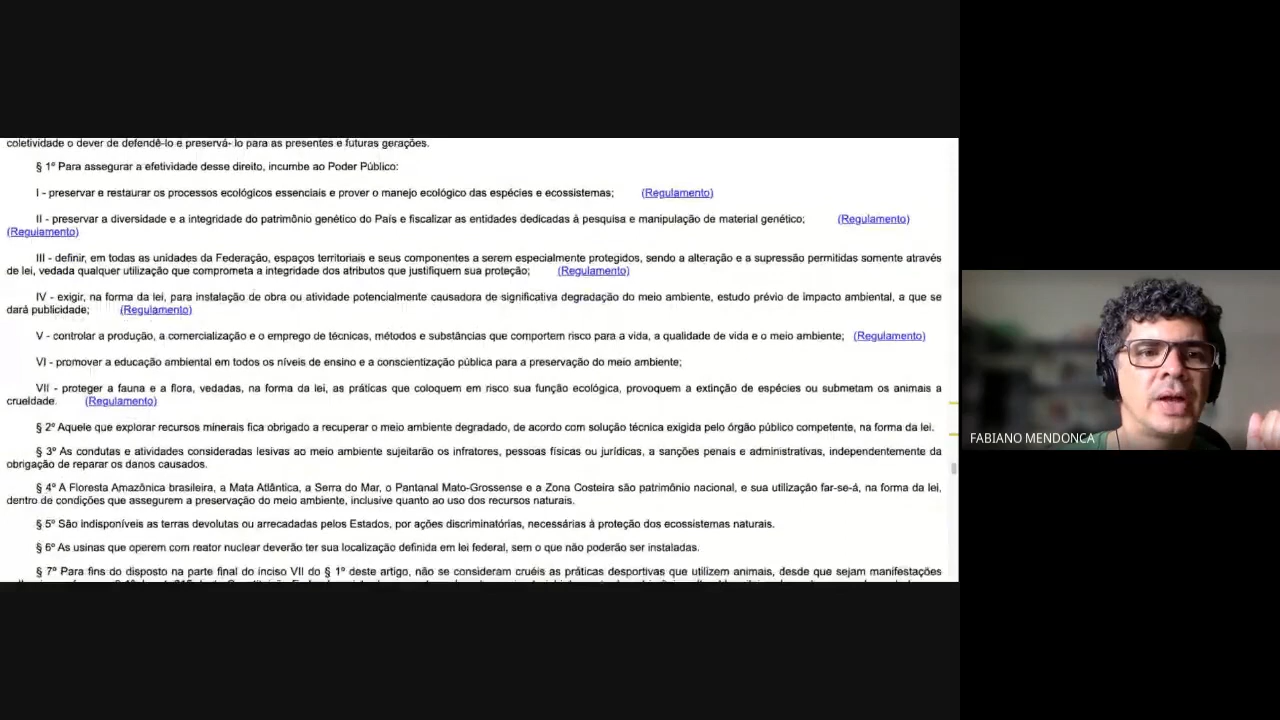 coletividade o dever de defendê-lo e preservá- lo para as presentes e futuras gerações.
§ 1º Para assegurar a efetividade desse direito, incumbe ao Poder Público:
I - preservar e restaurar os processos ecológicos essenciais e prover o manejo ecológico das espécies e ecossistemas; (Regulamento)
II - preservar a diversidade e a integridade do patrimônio genético do País e fiscalizar as entidades dedicadas à pesquisa e manipulação de material genético; (Regulamento)
(Regulamento)
III - definir, em todas as unidades da Federação, espaços territoriais e seus componentes a serem especialmente protegidos, sendo a alteração e a supressão permitidas somente através
de lei, vedada qualquer utilização que comprometa a integridade dos atributos que justifiquem sua proteção; (Regulamento)
IV - exigir, na forma da lei, para instalação de obra ou atividade potencialmente causadora de significativa degradação do meio ambiente, estudo prévio de impacto ambiental, a que se
dará publicidade; (Regulamento)
V - controlar a produção, a comercialização e o emprego de técnicas, métodos e substâncias que comportem risco para a vida, a qualidade de vida e o meio ambiente; (Regulamento)
VI - promover a educação ambiental em todos os níveis de ensino e a conscientização pública para a preservação do meio ambiente;
VII - proteger a fauna e a flora, vedadas, na forma da lei, as práticas que coloquem em risco sua função ecológica, provoquem a extinção de espécies ou submetam os animais a
crueldade. (Regulamento)
§ 2º Aquele que explorar recursos minerais fica obrigado a recuperar o meio ambiente degradado, de acordo com solução técnica exigida pelo órgão público competente, na forma da lei.
§ 3º As condutas e atividades consideradas lesivas ao meio ambiente sujeitarão os infratores, pessoas físicas ou jurídicas, a sanções penais e administrativas, independentemente da
obrigação de reparar os danos causados.
§ 4º A Floresta Amazônica brasileira, a Mata Atlântica, a Serra do Mar, o Pantanal Mato-Grossense e a Zona Costeira são patrimônio nacional, e sua utilização far-se-á, na forma da lei,
dentro de condições que assegurem a preservação do meio ambiente, inclusive quanto ao uso dos recursos naturais.
§ 5º São indisponíveis as terras devolutas ou arrecadadas pelos Estados, por ações discriminatórias, necessárias à proteção dos ecossistemas naturais.
§ 6º As usinas que operem com reator nuclear deverão ter sua localização definida em lei federal, sem o que não poderão ser instaladas.
§ 7º Para fins do disposto na parte final do inciso VII do § 1º deste artigo, não se consideram cruéis as práticas desportivas que utilizem animais, desde que sejam manifestações
FABIANO MENDONCA